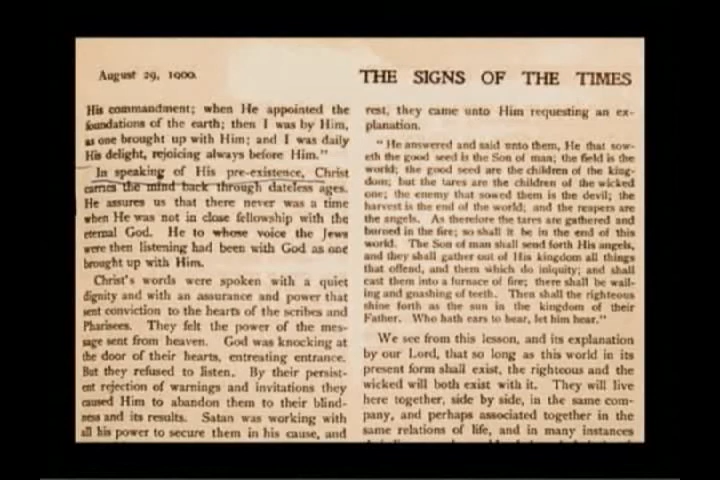 August 29, 1900.
THE SIGNS OF THE TIMES
His commandment; when He appointed the
foundations of the earth; then I was by Him,
as one brought up with Him; and I was daily
His delight, rejoicing always before Him."
In speaking of His pre-existence, Christ
carries the mind back through dateless ages.
He assures us that there never was a time
when He was not in close fellowship with the
eternal God. He to whose voice the Jews
were then listening had been with God as one
brought up with Him.
Christ's words were spoken with a quiet
dignity and with an assurance and power that
sent conviction to the hearts of the scribes and
Pharisees. They felt the power of the mes-
sage sent from heaven. God was knocking at
the door of their hearts, entreating entrance.
But they refused to listen. By their persist-
ent rejection of warnings and invitations they
caused Him to abandon them to their blind-
ness and its results. Satan was working with
all his power to secure them in his cause, and
rest, they came unto Him requesting an ex-
planation.
"He answered and said unto them, He that sow-
eth the good seed is the Son of man; the field is the
world; the good seed are the children of the king-
dom; but the tares are the children of the wicked
one; the enemy that sowed them is the devil; the
harvest is the end of the world; and the reapers are
the angels. As therefore the tares are gathered and
burned in the fire; so shall it be in the end of this
world. The Son of man shall send forth His angels,
and they shall gather out of His kingdom all things
that offend, and them which do iniquity; and shall
cast them into a furnace of fire; there shall be wail-
ing and gnashing of teeth. Then shall the righteous
shine forth as the sun in the kingdom of their
Father. Who hath ears to hear, let him hear."
We see from this lesson, and its explanation
by our Lord, that so long as this world in its
present form shall exist, the righteous and the
wicked will both exist with it. They will live
here together, side by side, in the same com-
pany, and perhaps associated together in the
same relations of life, and in many instances